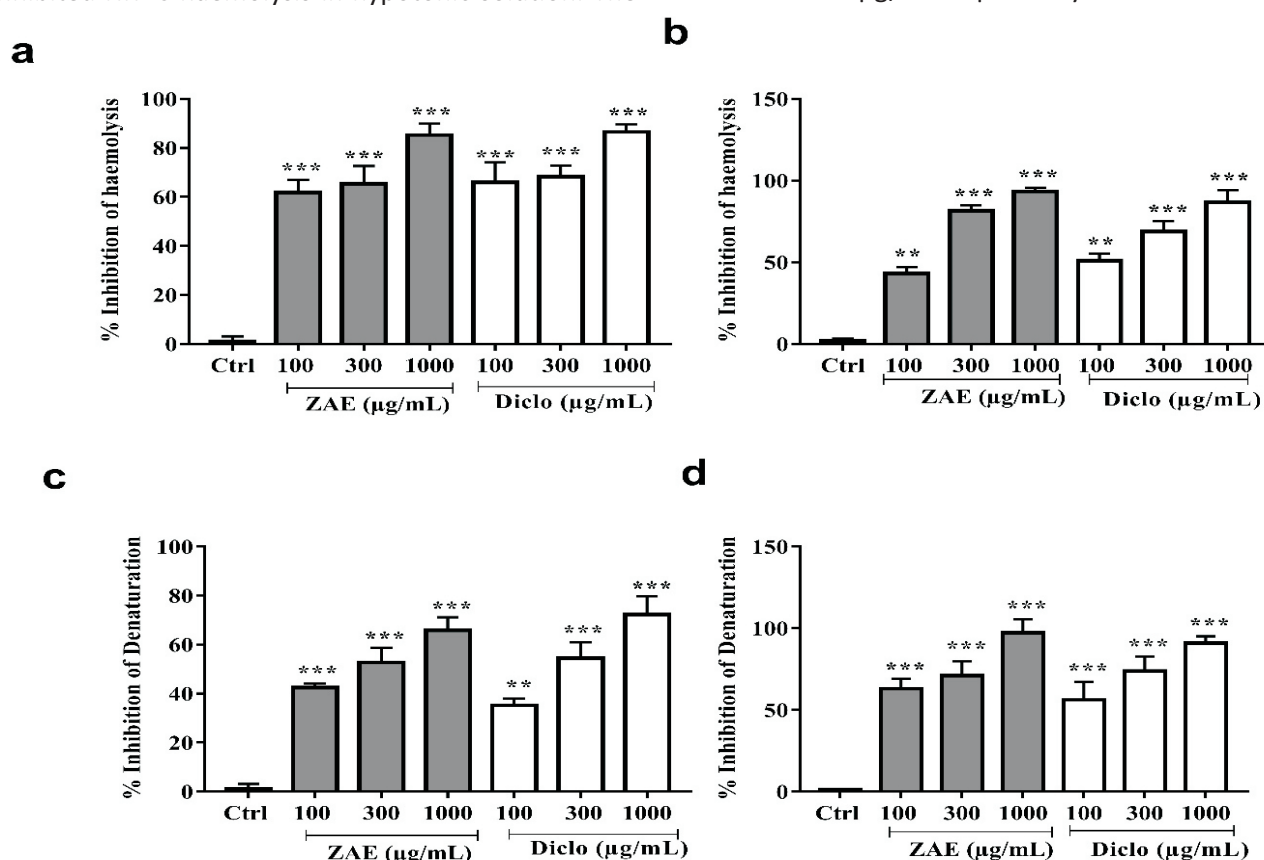 a
% Inhibition of haemolysis
100
80
60
40
20
0
***
***
***
***
***
***
Ctrl 100 300 1000 100 300 1000
ZAE (µg/mL) Diclo (µg/mL)
b
% Inhibition of haemolysis
150
100
50
0
**
***
***
**
***
***
Ctrl 100 300 1000 100 300 1000
ZAE (µg/mL) Diclo (µg/mL)
c
% Inhibition of Denaturation
100
80
60
40
20
0
***
***
***
**
***
***
Ctrl 100 300 1000 100 300 1000
ZAE (µg/mL) Diclo (µg/mL)
d
% Inhibition of Denaturation
150
100
50
0
***
***
***
***
***
***
Ctrl 100 300 1000 100 300 1000
ZAE (µg/mL) Diclo (µg/mL)